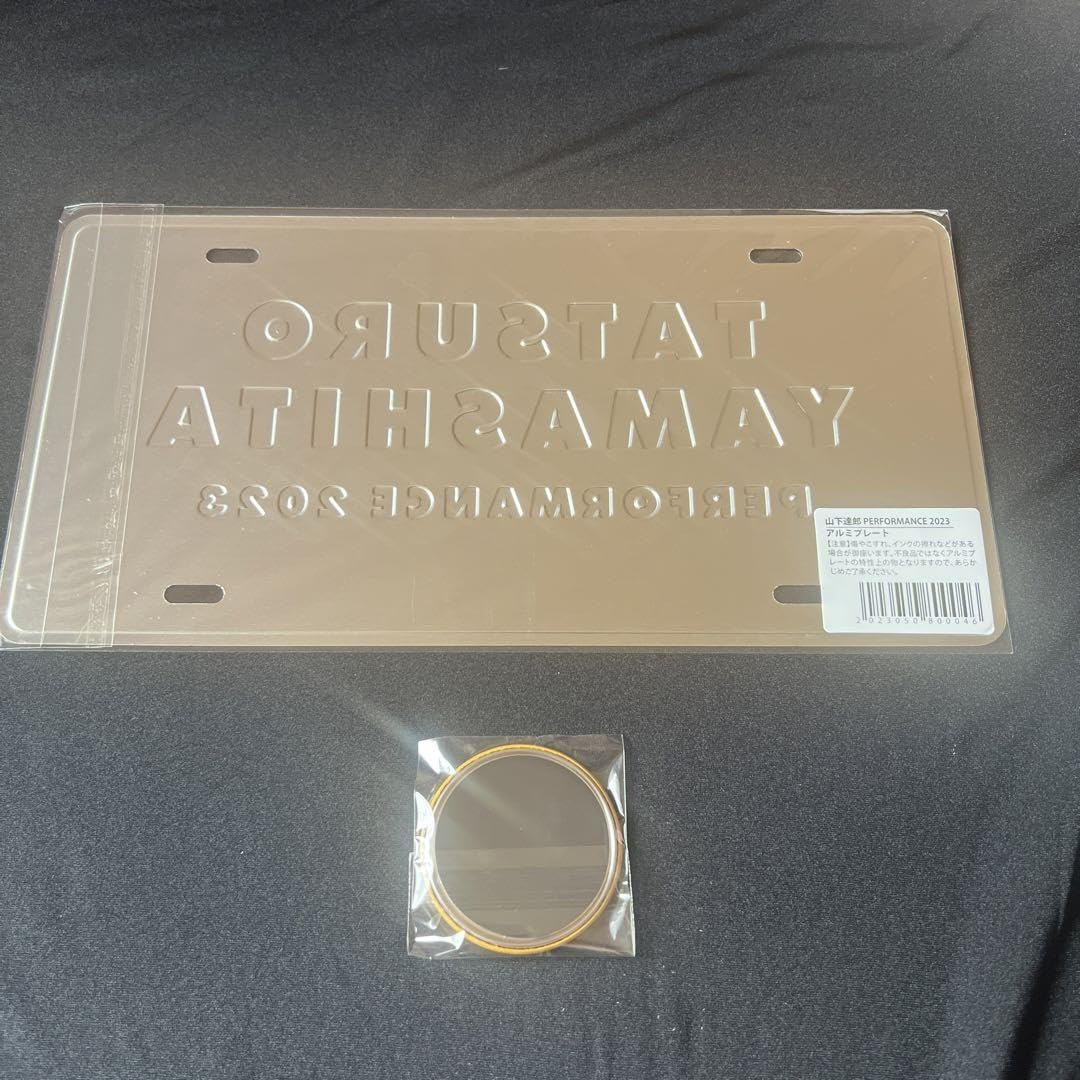 TATSURO
YAMASHITA
PERFORMANCE 2023
山下達郎 PERFORMANCE 2023
アルミプレート
【注意】傷やこすれ、インクの擦れなどがある
場合が御座います。不良品ではなくアルミプ
レートの特性上の物となりますので、あらか
じめご了承ください。
2023050800046